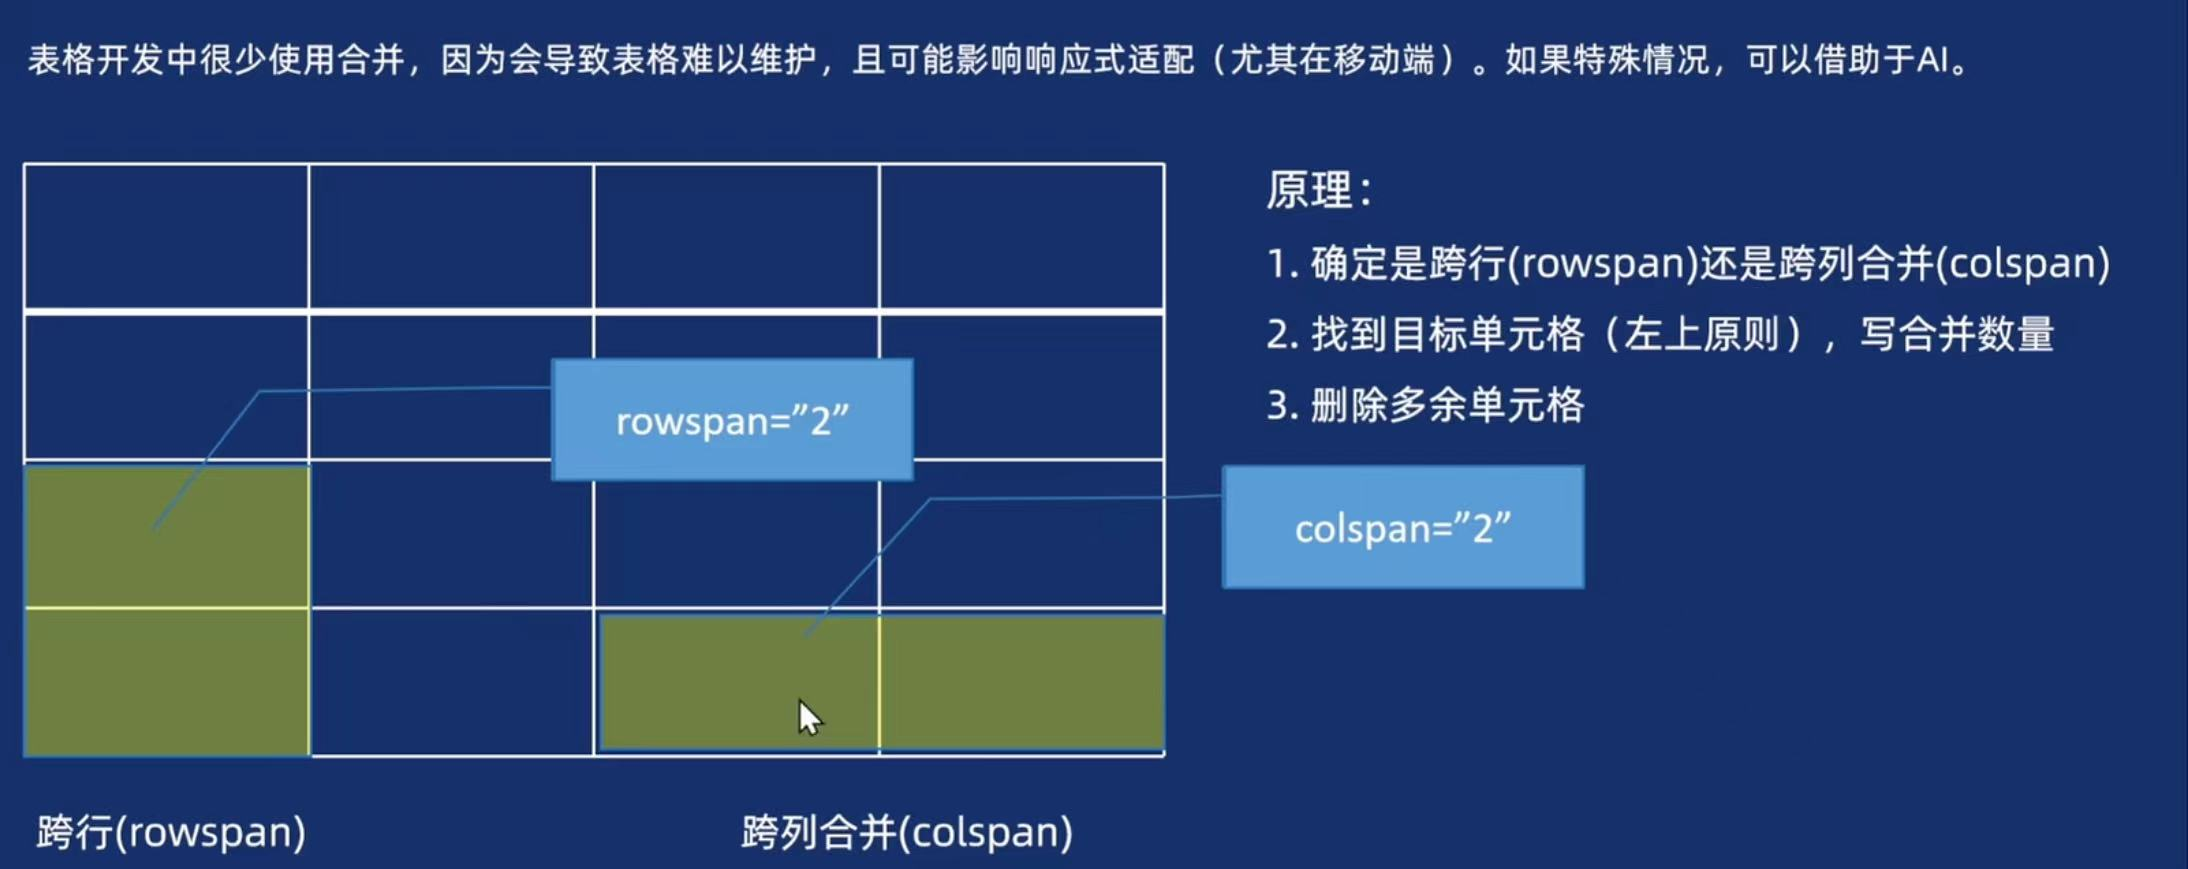 表格开发中很少使用合并，因为会导致表格难以维护，且可能影响响应式适配（尤其在移动端）。如果特殊情况，可以借助于AI。
原理：
1. 确定是跨行(rowspan)还是跨列合并(colspan)
2. 找到目标单元格（左上原则），写合并数量
3. 删除多余单元格
rowspan=”2”
colspan=”2”
跨行(rowspan)
跨列合并(colspan)